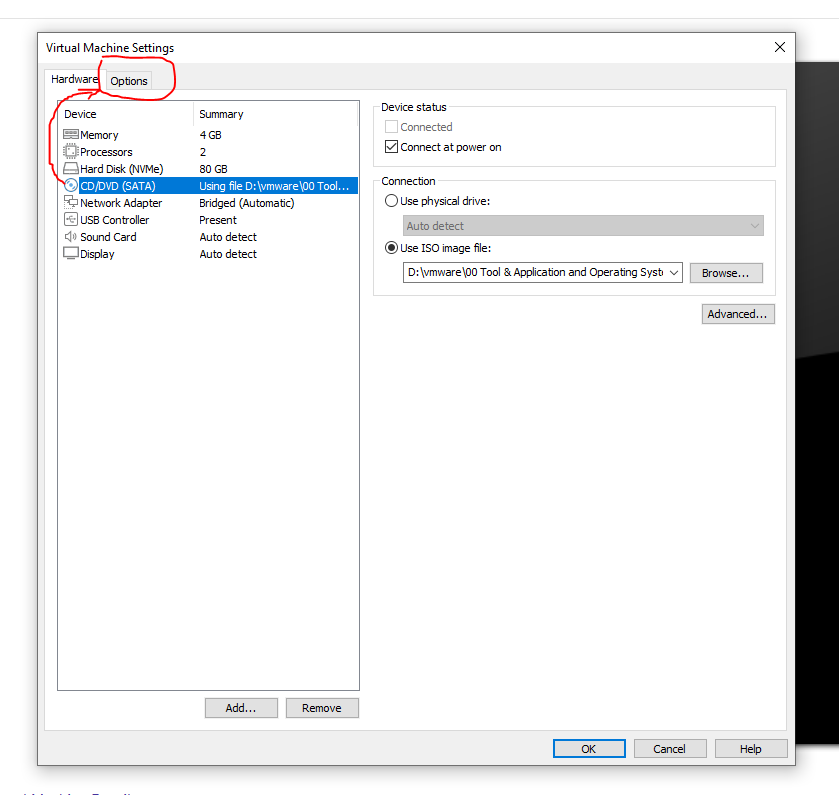 Virtual Machine Settings
Hardware Options
Device Summary
Memory 4 GB
Processors 2
Hard Disk (NVMe) 80 GB
CD/DVD (SATA) Using file D:\vmware\00 Tool...
Network Adapter Bridged (Automatic)
USB Controller Present
Sound Card Auto detect
Display Auto detect
Add... Remove
Device status
Connected
Connect at power on
Connection
Use physical drive:
Auto detect
Use ISO image file:
D:\vmware\00 Tool & Application and Operating Syst
Browse...
Advanced...
OK Cancel Help